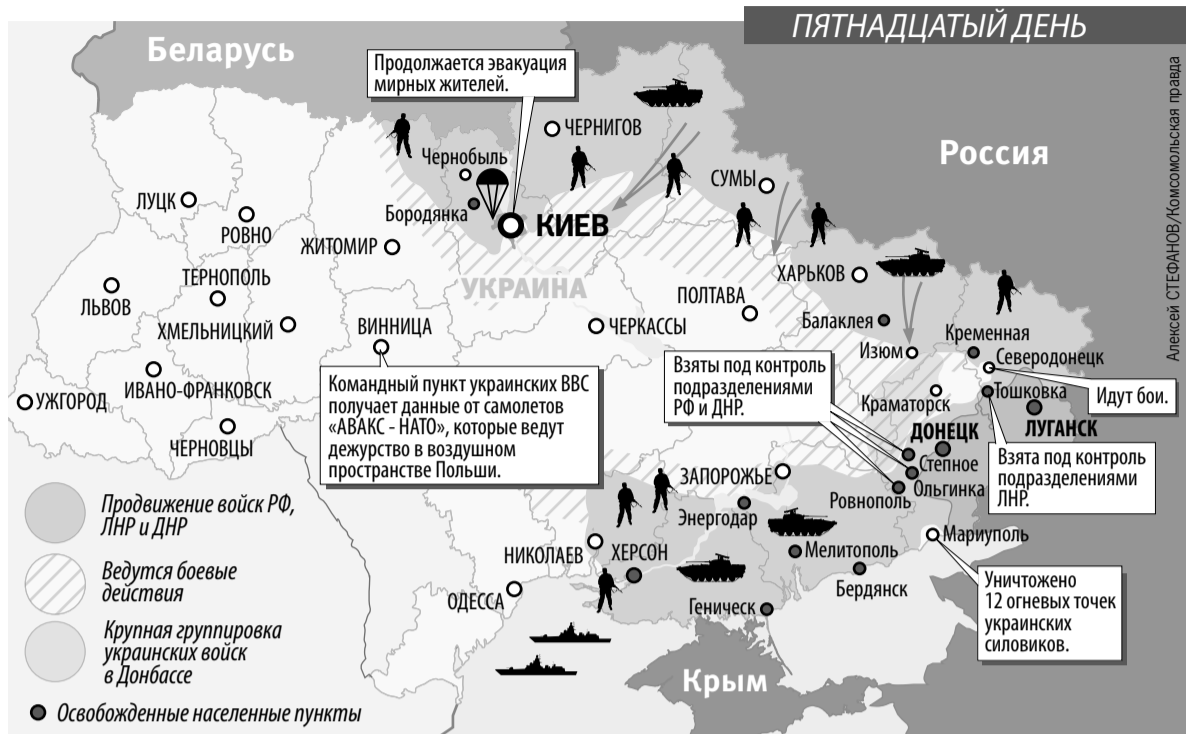 ПЯТНАДЦАТЫЙ ДЕНЬ
Беларусь
Продолжается эвакуация
мирных жителей.
Алексей СТЕФАНОВ/Комсомольская правда
Россия
ЧЕРНИГОВ
Чернобыль
СУМЫ
ЛУЦК
РОВНО
Бородянка
КИЕВ
ЖИТОМИР
ХАРЬКОВ
ТЕРНОПОЛЬ
УКРАИНА
ПОЛТАВА
ЛЬВОВ
ХМЕЛЬНИЦКИЙ
ВИННИЦА
ЧЕРКАССЫ
Балаклея
Кременная
Изюм
Северодонецк
Взяты под контроль
подразделениями
РФ и ДНР.
Идут бои.
ИВАНО-ФРАНКОВСК
УЖГОРОД
Командный пункт украинских ВВС
получает данные от самолетов
«АВАКС - НАТО», которые ведут
дежурство в воздушном
пространстве Польши.
Краматорск
Тошковка
ЛУГАНСК
ЧЕРНОВЦЫ
ДОНЕЦК
Степное
Взята под контроль
подразделениями
ЛНР.
ЗАПОРОЖЬЕ
Ольгинка
Ровнополь
Энергодар
Продвижение войск РФ,
ЛНР и ДНР
НИКОЛАЕВ
ХЕРСОН
Мелитополь
Мариуполь
Ведутся боевые
действия
ОДЕССА
Бердянск
Геническ
Уничтожено
12 огневых точек
украинских
силовиков.
Крупная группировка
украинских войск
в Донбассе
Крым
Освобожденные населенные пункты